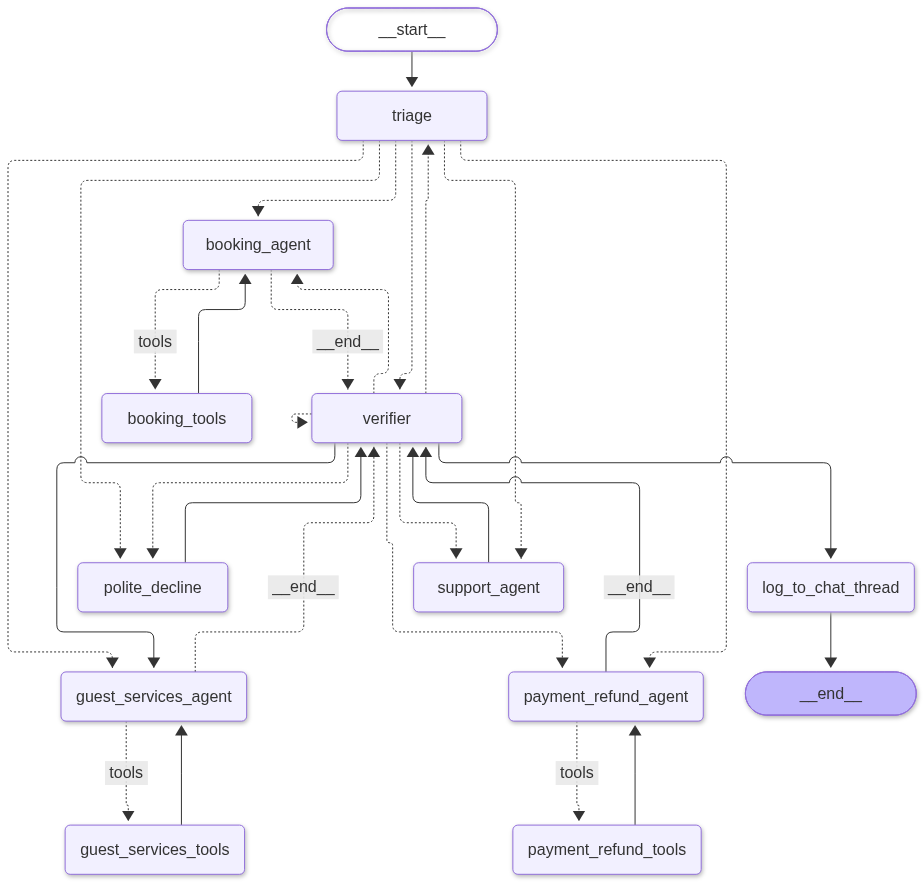 __start__
triage
booking_agent
tools
__end__
booking_tools
verifier
polite_decline
__end__
support_agent
__end__
log_to_chat_thread
guest_services_agent
payment_refund_agent
__end__
tools
tools
guest_services_tools
payment_refund_tools